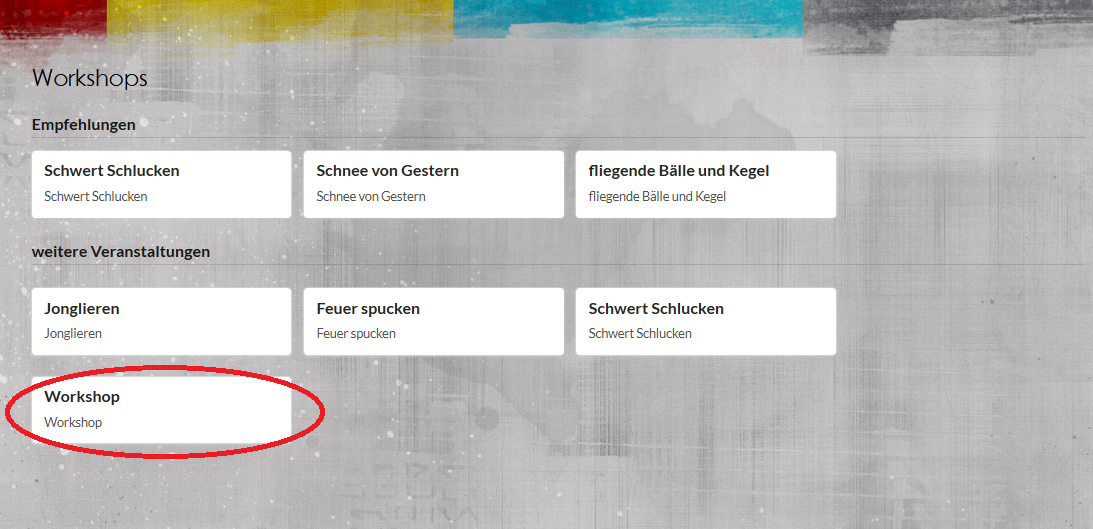 Workshops
Empfehlungen
Schwert Schlucken
Schwert Schlucken
Schnee von Gestern
Schnee von Gestern
fliegende Bälle und Kegel
fliegende Bälle und Kegel
weitere Veranstaltungen
Jonglieren
Jonglieren
Feuer spucken
Feuer spucken
Schwert Schlucken
Schwert Schlucken
Workshop
Workshop